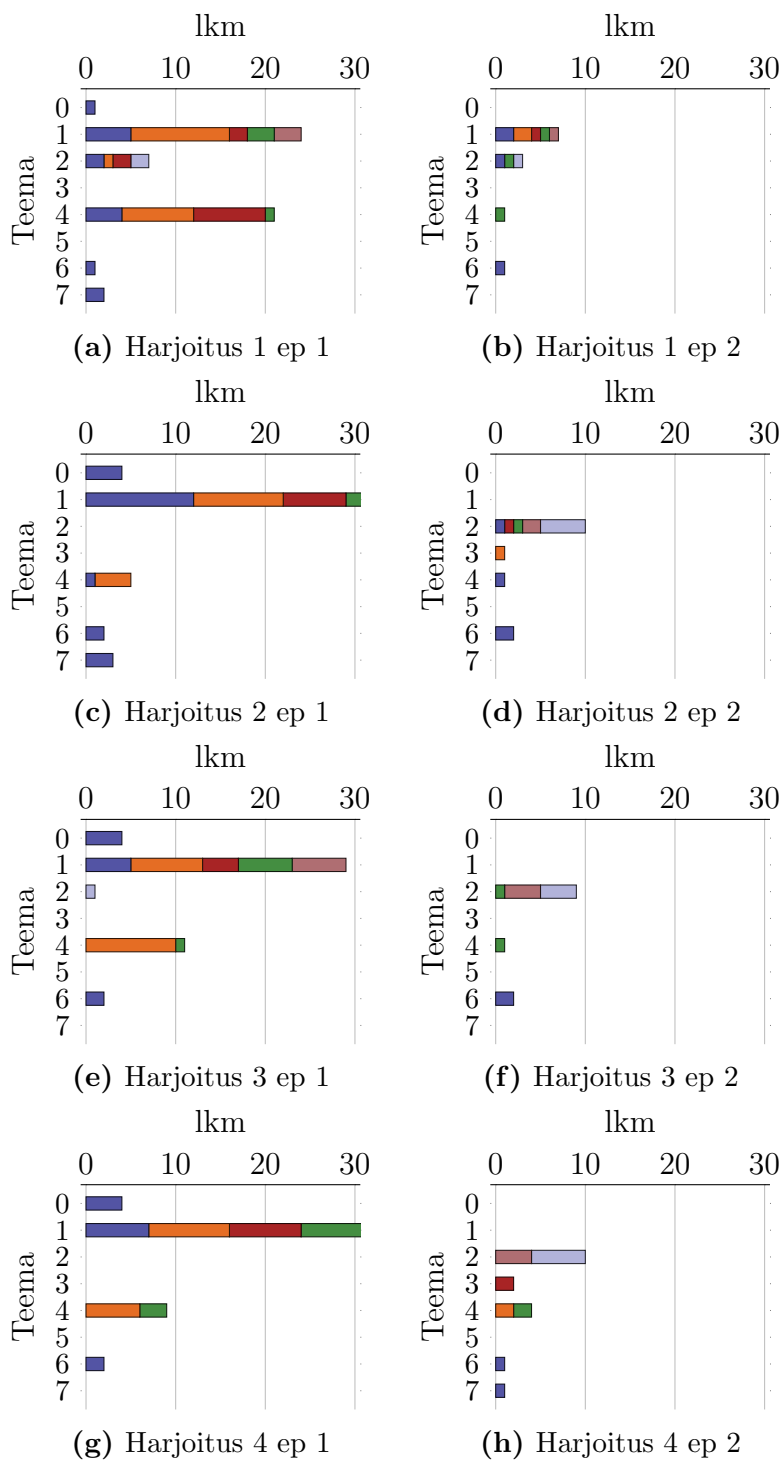 lkm
0 10 20 30
Teema
0
1
2
3
4
5
6
7
(a) Harjoitus 1 ep 1
lkm
0 10 20 30
Teema
0
1
2
3
4
5
6
7
(b) Harjoitus 1 ep 2
lkm
0 10 20 30
Teema
0
1
2
3
4
5
6
7
(c) Harjoitus 2 ep 1
lkm
0 10 20 30
Teema
0
1
2
3
4
5
6
7
(d) Harjoitus 2 ep 2
lkm
0 10 20 30
Teema
0
1
2
3
4
5
6
7
(e) Harjoitus 3 ep 1
lkm
0 10 20 30
Teema
0
1
2
3
4
5
6
7
(f) Harjoitus 3 ep 2
lkm
0 10 20 30
Teema
0
1
2
3
4
5
6
7
(g) Harjoitus 4 ep 1
lkm
0 10 20 30
Teema
0
1
2
3
4
5
6
7
(h) Harjoitus 4 ep 2